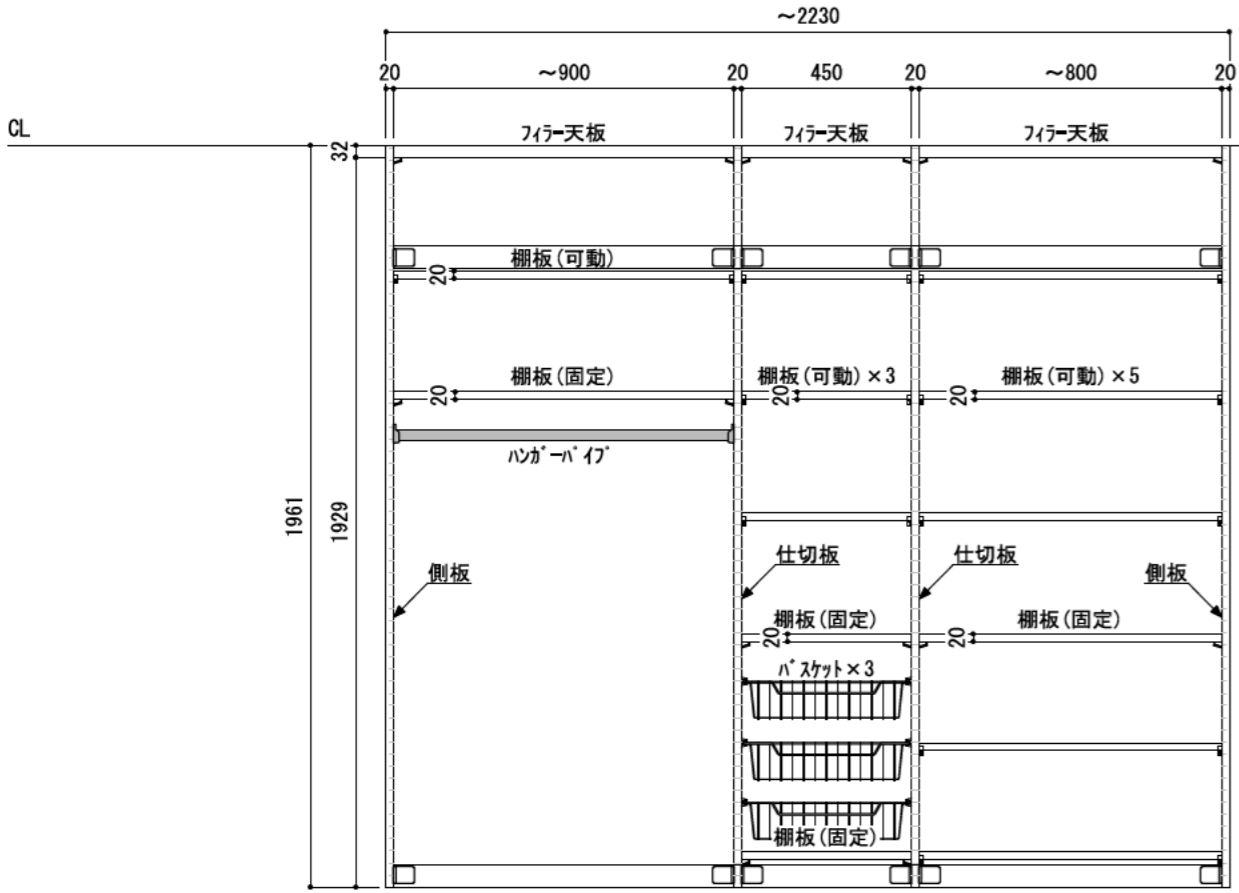 ~2230
20 ~900 20 450 20 ~800 20
CL
フィラー天板 フィラー天板 フィラー天板
32
棚板(可動)
20
棚板(固定) 棚板(可動)×3 棚板(可動)×5
20 20 20
ハンガーパイプ
1961 1929
仕切板 仕切板
側板 側板
棚板(固定) 棚板(固定)
20 20
バスケット×3
棚板(固定)